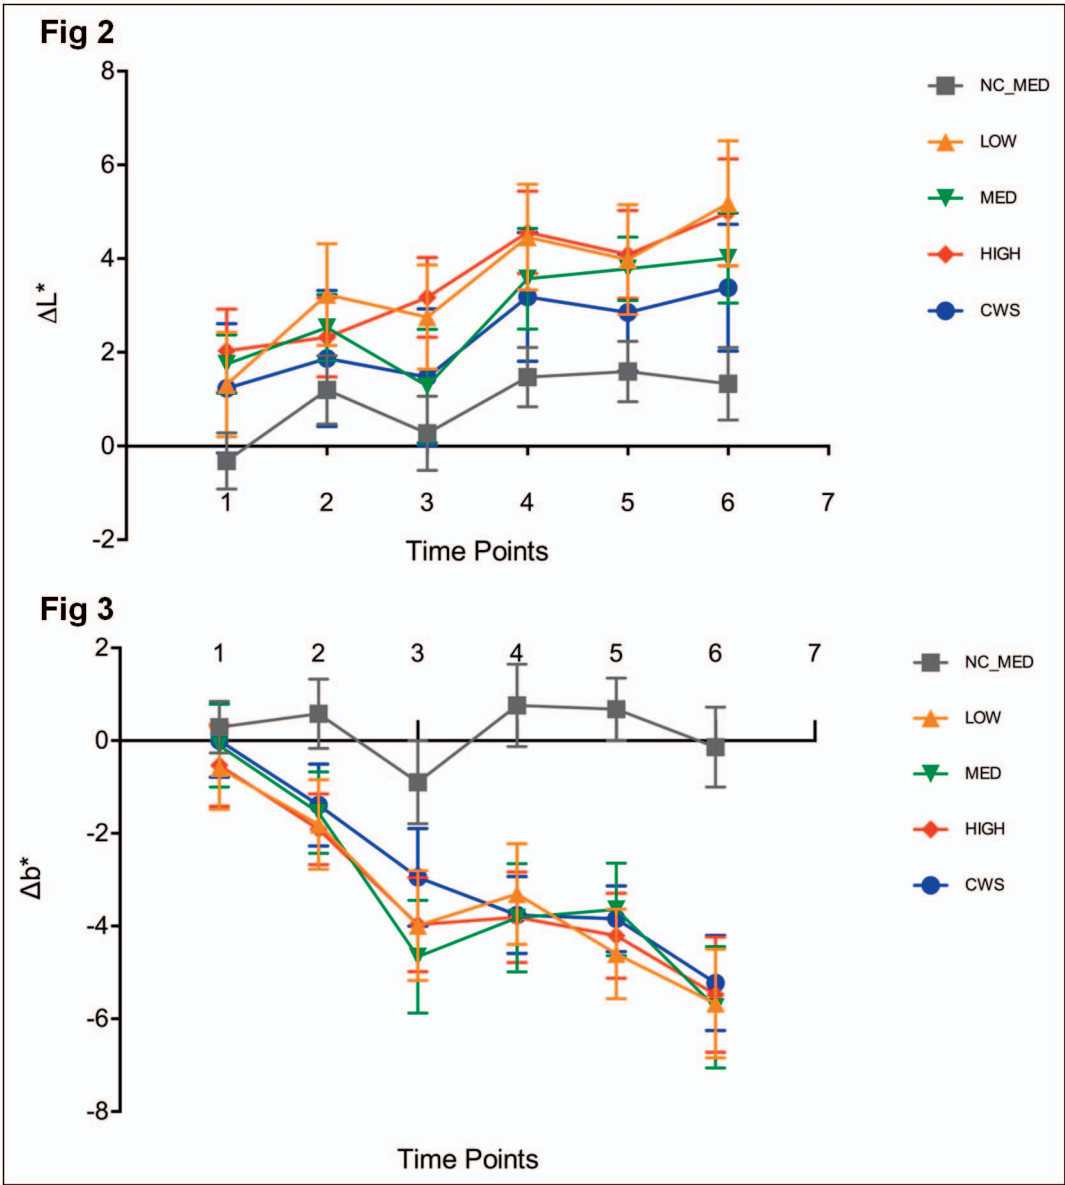 Fig 2
8
6
4
2
0
-2
ΔL*
1 2 3 4 5 6 7
Time Points
NC_MED
LOW
MED
HIGH
CWS
Fig 3
2
0
-2
-4
-6
-8
Δb*
1 2 3 4 5 6 7
Time Points
NC_MED
LOW
MED
HIGH
CWS